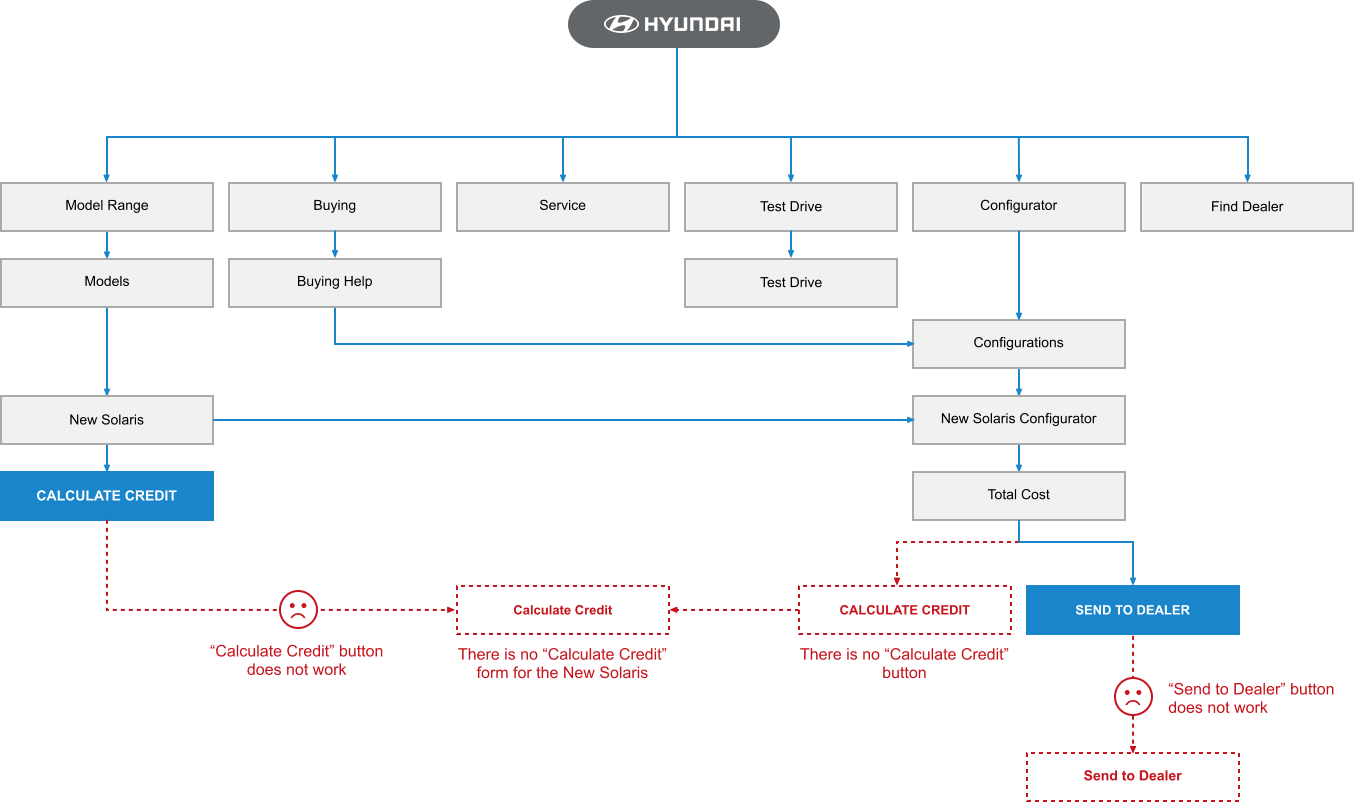 HYUNDAI
Model Range
Buying
Service
Test Drive
Configurator
Find Dealer
Models
Buying Help
Test Drive
Configurations
New Solaris
New Solaris Configurator
CALCULATE CREDIT
Total Cost
Calculate Credit
CALCULATE CREDIT
SEND TO DEALER
“Calculate Credit” button
does not work
There is no “Calculate Credit”
form for the New Solaris
There is no “Calculate Credit”
button
“Send to Dealer” button
does not work
Send to Dealer